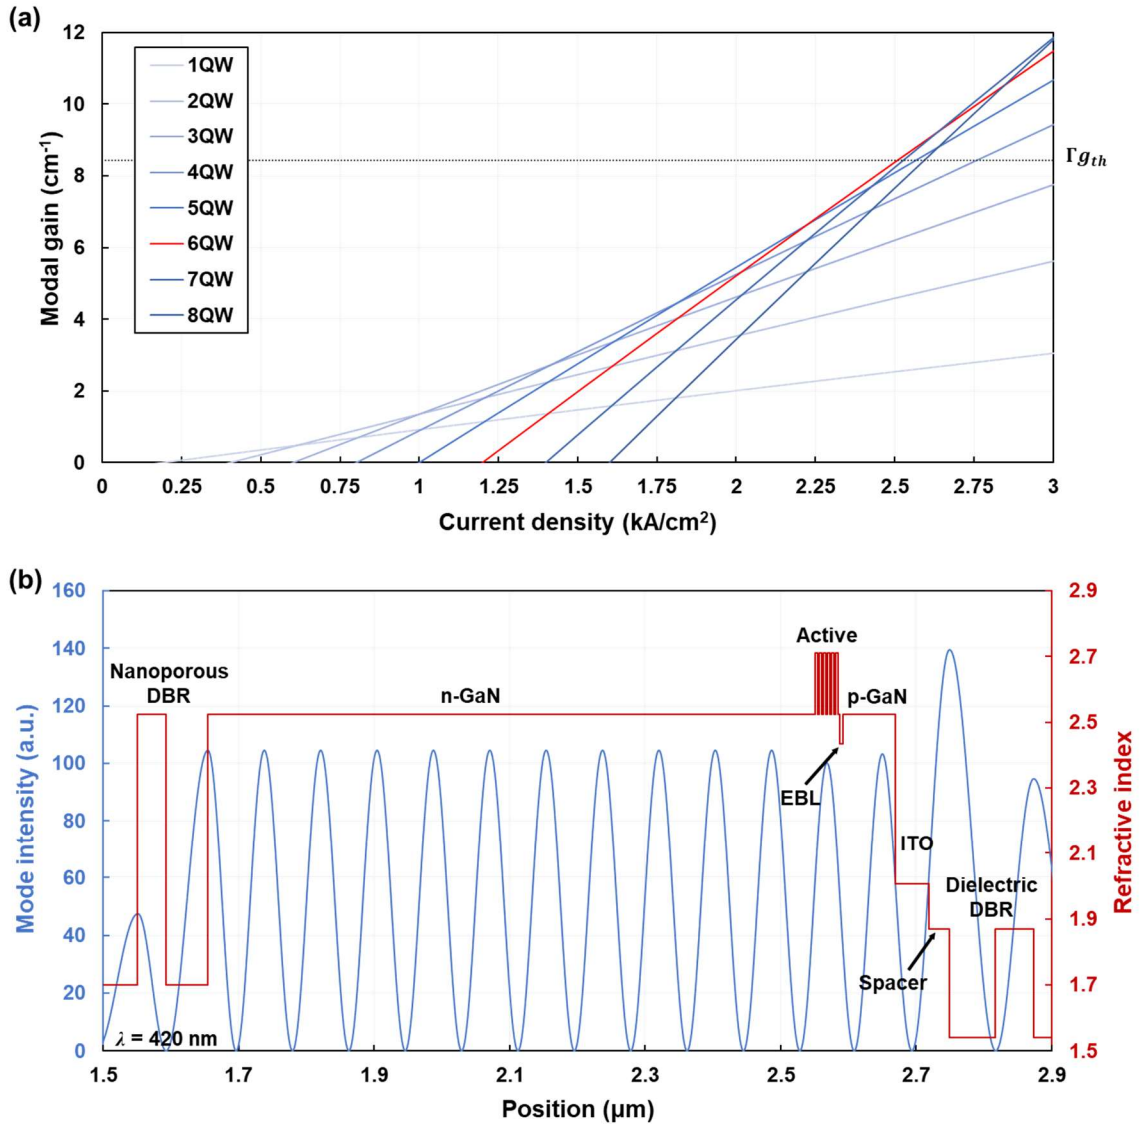 (a)
12
10
8
6
4
2
0
Modal gain (cm⁻¹)
1QW
2QW
3QW
4QW
5QW
6QW
7QW
8QW
Γg_th
0 0.25 0.5 0.75 1 1.25 1.5 1.75 2 2.25 2.5 2.75 3
Current density (kA/cm²)
(b)
160
140
120
100
80
60
40
20
0
Mode intensity (a.u.)
Nanoporous
DBR
n-GaN
Active
p-GaN
EBL
ITO
Dielectric
DBR
Spacer
λ = 420 nm
2.9
2.7
2.5
2.3
2.1
1.9
1.7
1.5
Refractive index
1.5 1.7 1.9 2.1 2.3 2.5 2.7 2.9
Position (μm)